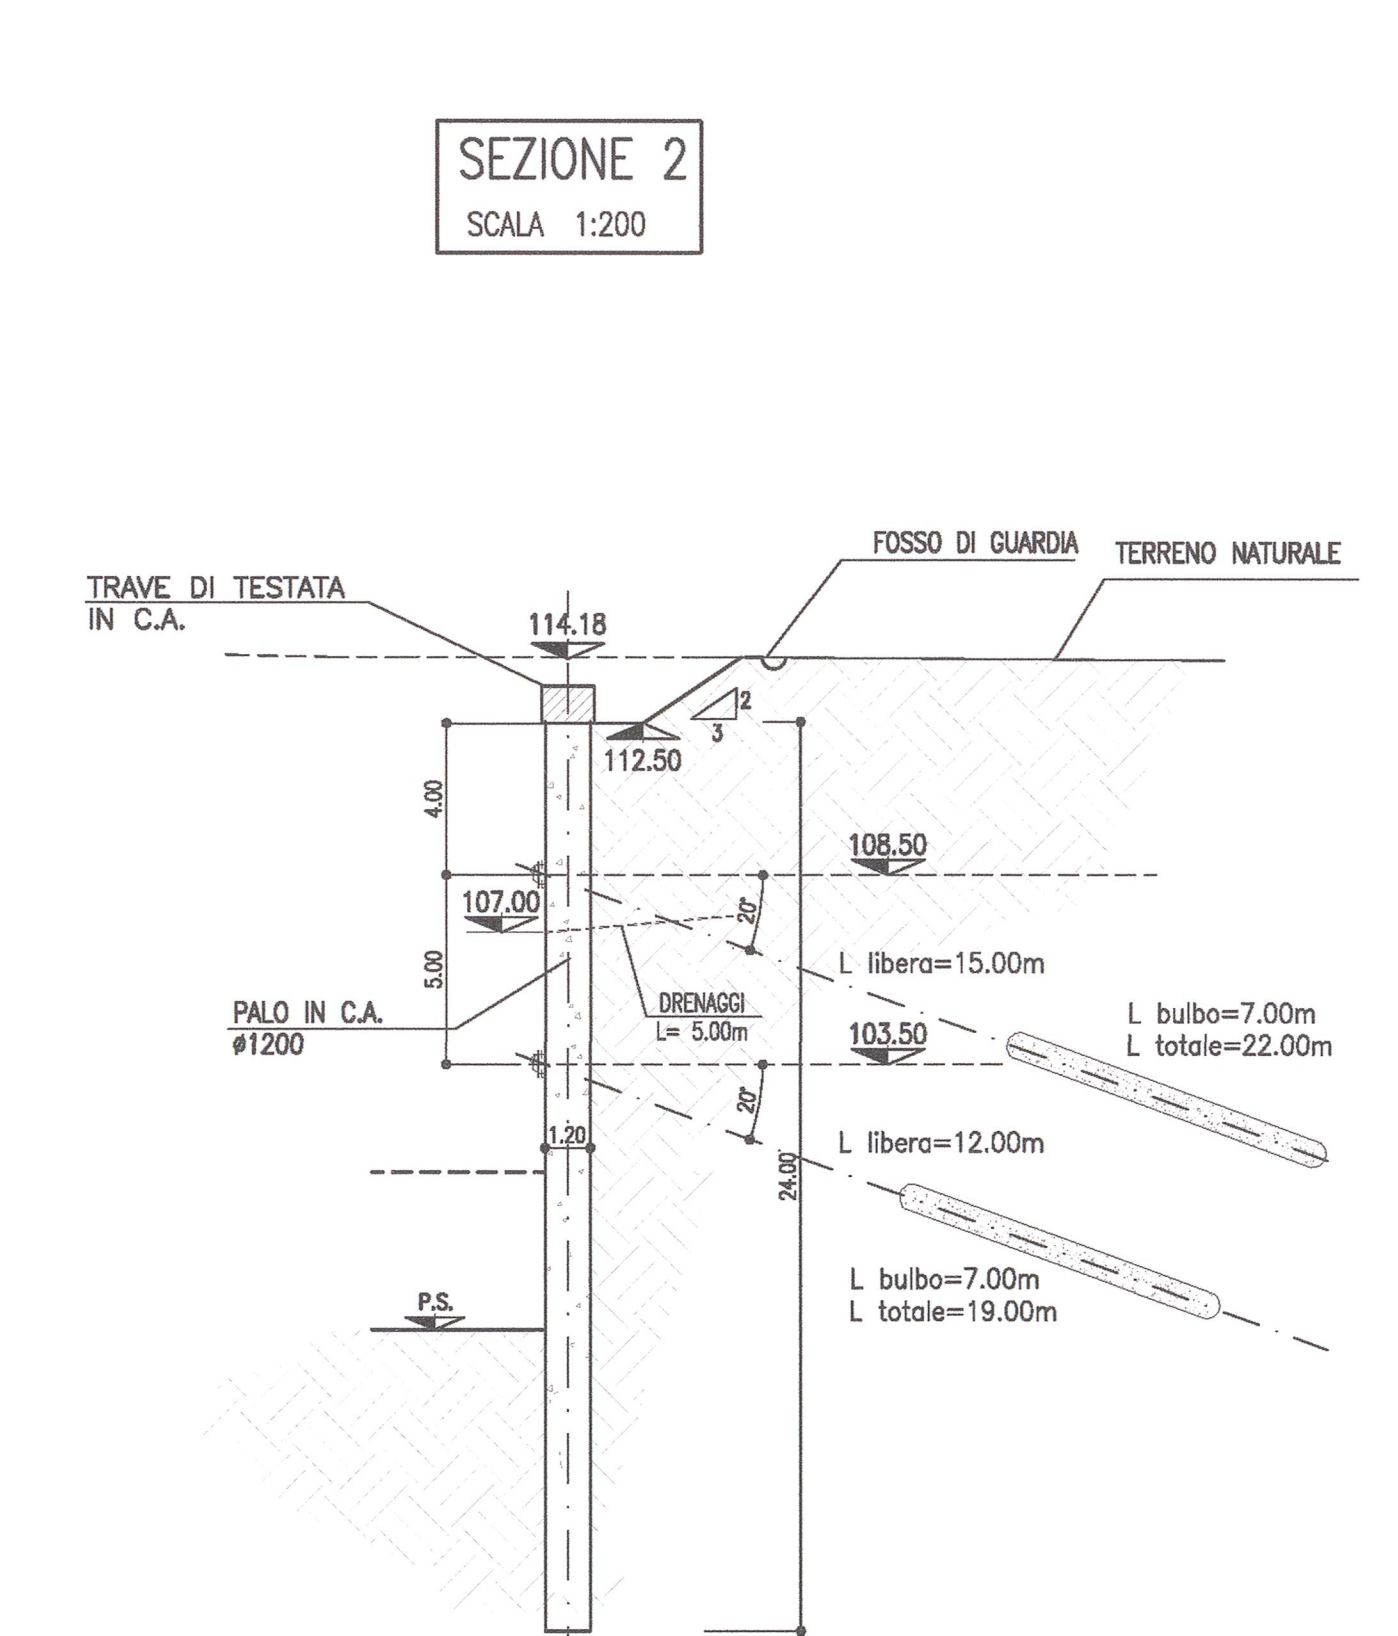 SEZIONE 2
SCALA 1:200
FOSSO DI GUARDIA
TERRENO NATURALE
TRAVE DI TESTATA
IN C.A.
114.18
2
3
112.50
4.00
108.50
107.00
20°
5.00
L libera=15.00m
DRENAGGI
L= 5.00m
PALO IN C.A.
ø1200
103.50
L bulbo=7.00m
L totale=22.00m
20°
1.20
L libera=12.00m
24.00
L bulbo=7.00m
L totale=19.00m
P.S.